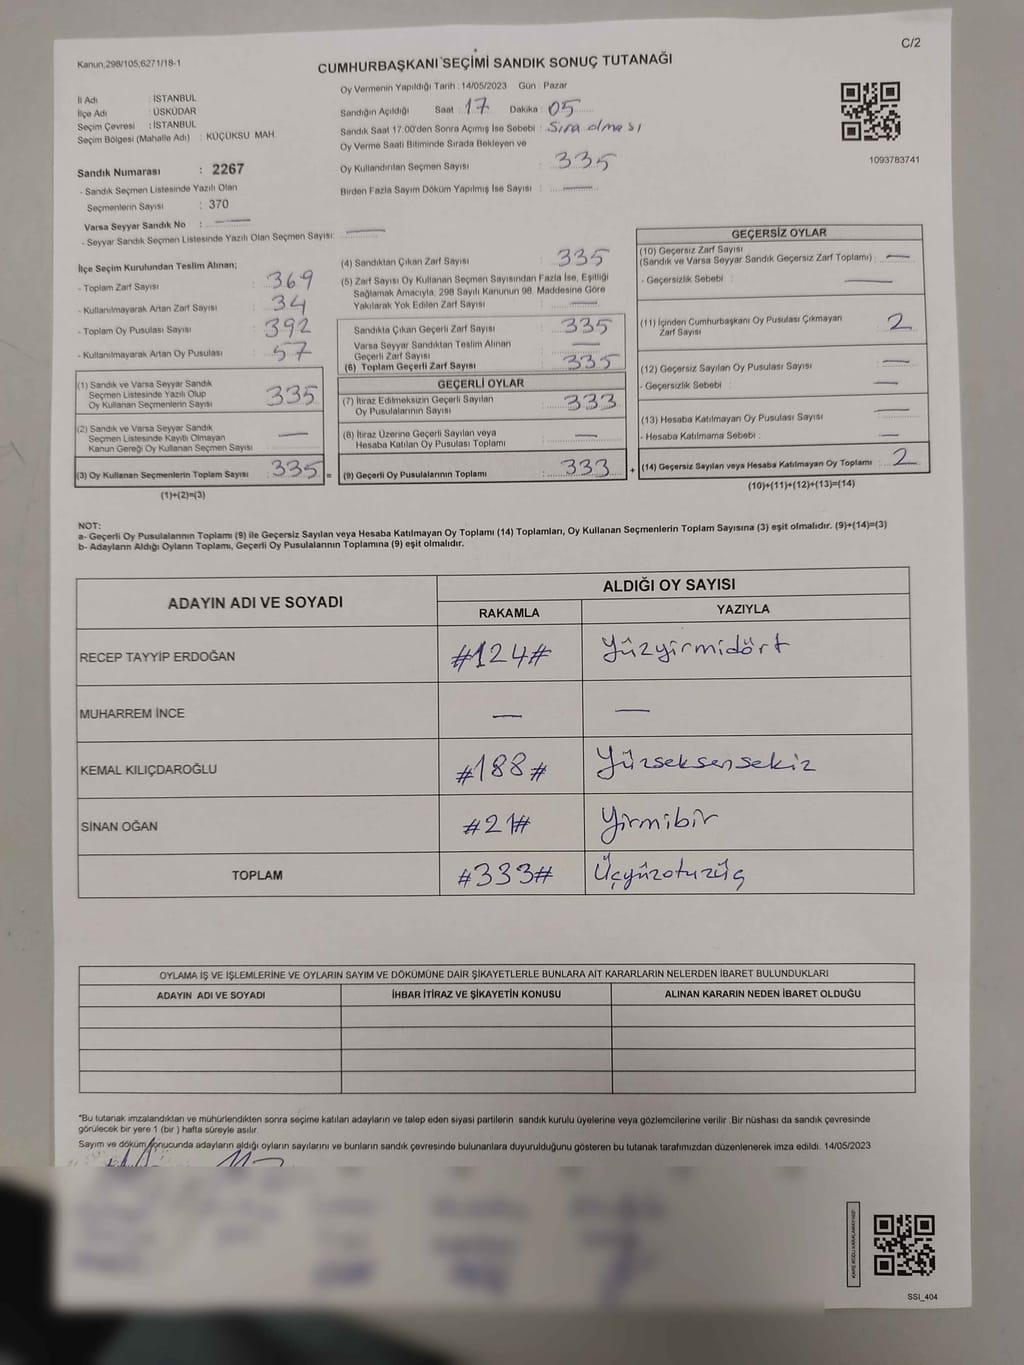 C/2
Kanun,298/105,6271/18-1
CUMHURBAŞKANI SEÇİMİ SANDIK SONUÇ TUTANAĞI
Oy Vermenin Yapıldığı Tarih : 14/05/2023 Gün : Pazar
İl Adı : İSTANBUL
İlçe Adı : ÜSKÜDAR
Seçim Çevresi : İSTANBUL
Seçim Bölgesi (Mahalle Adı) : KÜÇÜKSU MAH.
Sandığın Açıldığı Saat : 17 Dakika : 05
Sandık Saat 17:00'den Sonra Açımış İse Sebebi : Sıra olması
Oy Verme Saati Bitiminde Sırada Bekleyen ve
Oy Kullandırılan Seçmen Sayısı : 335
Birden Fazla Sayım Döküm Yapılmış İse Sayısı : —
1093783741
Sandık Numarası : 2267
- Sandık Seçmen Listesinde Yazılı Olan
Seçmenlerin Sayısı : 370
Varsa Seyyar Sandık No : —
- Seyyar Sandık Seçmen Listesinde Yazılı Olan Seçmen Sayısı: —
İlçe Seçim Kurulundan Teslim Alınan;
- Toplam Zarf Sayısı : 369
- Kullanılmayarak Artan Zarf Sayısı : 34
- Toplam Oy Pusulası Sayısı : 392
- Kullanılmayarak Artan Oy Pusulası : 57
(1) Sandık ve Varsa Seyyar Sandık
Seçmen Listesinde Yazılı Olup
Oy Kullanan Seçmenlerin Sayısı : 335
(2) Sandık ve Varsa Seyyar Sandık
Seçmen Listesinde Kayıtlı Olmayan
Kanun Gereği Oy Kullanan Seçmen Sayısı : —
(3) Oy Kullanan Seçmenlerin Toplam Sayısı : 335 =
(1)+(2)=(3)
(4) Sandıktan Çıkan Zarf Sayısı : 335
(5) Zarf Sayısı Oy Kullanan Seçmen Sayısından Fazla İse, Eşitliği
Sağlamak Amacıyla, 298 Sayılı Kanunun 98. Maddesine Göre
Yakılarak Yok Edilen Zarf Sayısı : —
Sandıkta Çıkan Geçerli Zarf Sayısı : 335
Varsa Seyyar Sandıktan Teslim Alınan
Geçerli Zarf Sayısı : —
(6) Toplam Geçerli Zarf Sayısı : 335
GEÇERLİ OYLAR
(7) İtiraz Edilmeksizin Geçerli Sayılan
Oy Pusulalarının Sayısı : 333
(8) İtiraz Üzerine Geçerli Sayılan veya
Hesaba Katılan Oy Pusulası Toplamı : —
(9) Geçerli Oy Pusulalarının Toplamı : 333 +
GEÇERSİZ OYLAR
(10) Geçersiz Zarf Sayısı
(Sandık ve Varsa Seyyar Sandık Geçersiz Zarf Toplamı) : —
- Geçersizlik Sebebi : —
(11) İçinden Cumhurbaşkanı Oy Pusulası Çıkmayan
Zarf Sayısı : 2
(12) Geçersiz Sayılan Oy Pusulası Sayısı : —
- Geçersizlik Sebebi : —
(13) Hesaba Katılmayan Oy Pusulası Sayısı : —
- Hesaba Katılmama Sebebi : —
(14) Geçersiz Sayılan veya Hesaba Katılmayan Oy Toplamı : 2
(10)+(11)+(12)+(13)=(14)
NOT:
a- Geçerli Oy Pusulalarının Toplamı (9) ile Geçersiz Sayılan veya Hesaba Katılmayan Oy Toplamı (14) Toplamları, Oy Kullanan Seçmenlerin Toplam Sayısına (3) eşit olmalıdır. (9)+(14)=(3)
b- Adayların Aldığı Oyların Toplamı, Geçerli Oy Pusulalarının Toplamına (9) eşit olmalıdır.
ADAYIN ADI VE SOYADI ALDIĞI OY SAYISI
RAKAMLA YAZIYLA
RECEP TAYYİP ERDOĞAN #124# Yüzyirmidört
MUHARREM İNCE — —
KEMAL KILIÇDAROĞLU #188# Yüzseksensekiz
SİNAN OĞAN #21# Yirmibir
TOPLAM #333# Üçyüzotuzüç
OYLAMA İŞ VE İŞLEMLERİNE VE OYLARIN SAYIM VE DÖKÜMÜNE DAİR ŞİKAYETLERLE BUNLARA AİT KARARLARIN NELERDEN İBARET BULUNDUKLARI
ADAYIN ADI VE SOYADI İHBAR İTİRAZ VE ŞİKAYETİN KONUSU ALINAN KARARIN NEDEN İBARET OLDUĞU
*Bu tutanak imzalandıktan ve mühürlendikten sonra seçime katılan adayların ve talep eden siyasi partilerin sandık kurulu üyelerine veya gözlemcilerine verilir .Bir nüshası da sandık çevresinde
görülecek bir yere 1 (bir ) hafta süreyle asılır.
Sayım ve döküm sonucunda adayların aldığı oyların sayılarını ve bunların sandık çevresinde bulunanlara duyurulduğunu gösteren bu tutanak tarafımızdan düzenlenerek imza edildi. 14/05/2023
SSI_404